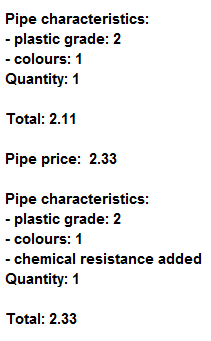 Pipe characteristics:
- plastic grade: 2
- colours: 1
Quantity: 1
Total: 2.11
Pipe price:  2.33
Pipe characteristics:
- plastic grade: 2
- colours: 1
- chemical resistance added
Quantity: 1
Total: 2.33